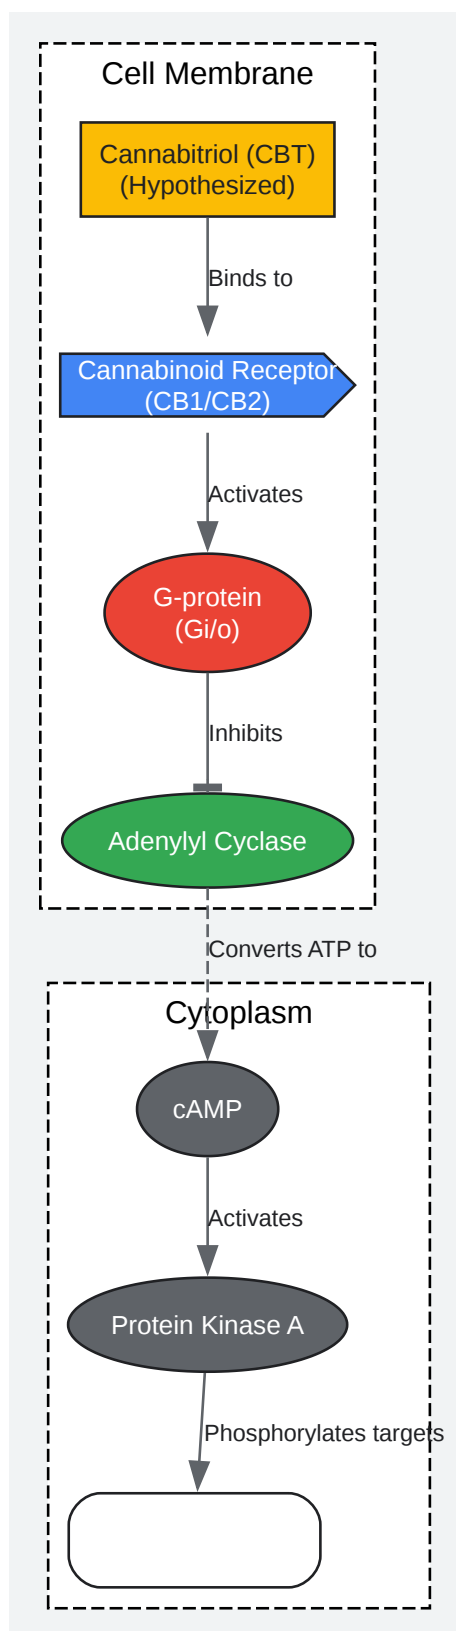 Cell Membrane
Cannabitriol (CBT)
(Hypothesized)
Binds to
Cannabinoid Receptor
(CB1/CB2)
Activates
G-protein
(Gi/o)
Inhibits
Adenylyl Cyclase
Converts ATP to
Cytoplasm
cAMP
Activates
Protein Kinase A
Phosphorylates targets